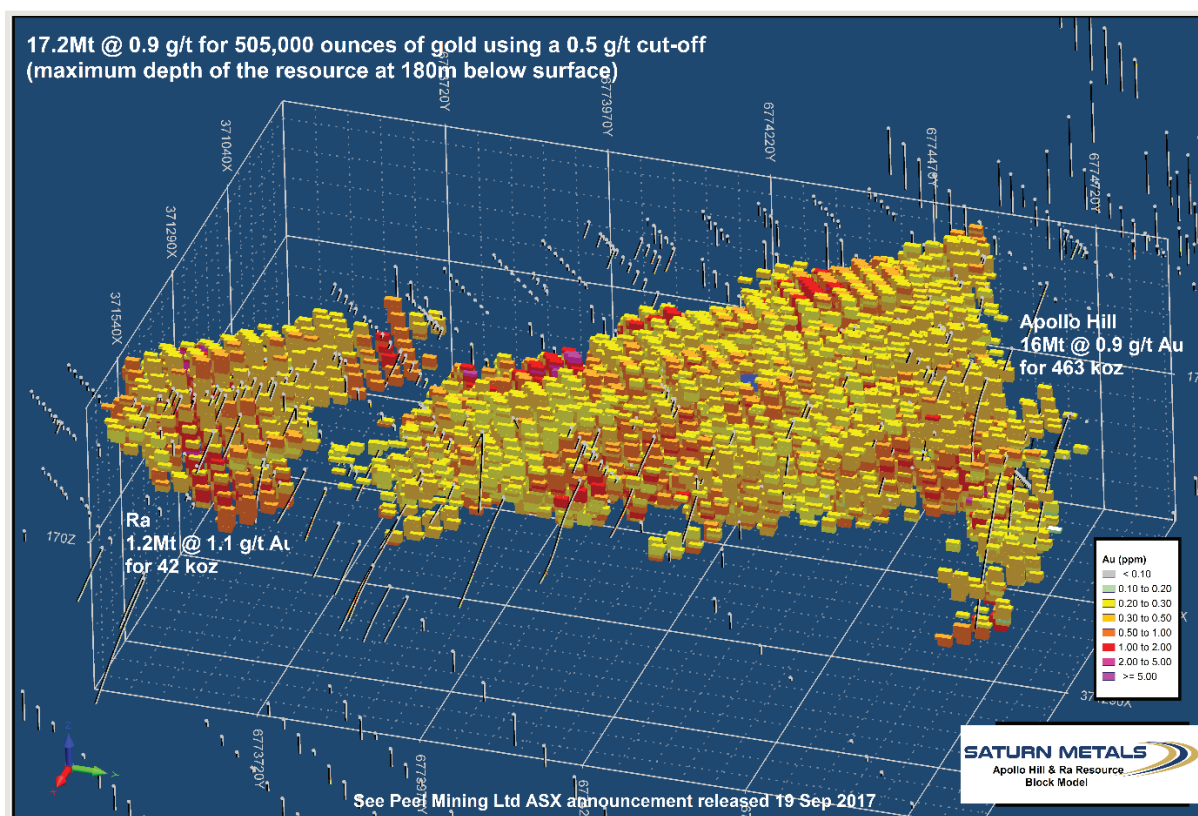 17.2Mt @ 0.9 g/t for 505,000 ounces of gold using a 0.5 g/t cut-off
(maximum depth of the resource at 180m below surface)
371540X
371290X
371040X
6773970Y
6774220Y
6774470Y
6774720Y
Apollo Hill
16Mt @ 0.9 g/t Au
for 463 koz
Ra
1.2Mt @ 1.1 g/t Au
for 42 koz
170Z
Au (ppm)
< 0.10
0.10 to 0.20
0.20 to 0.30
0.30 to 0.50
0.50 to 1.00
1.00 to 2.00
2.00 to 5.00
>= 5.00
6773720Y
SATURN METALS
Apollo Hill & Ra Resource
Block Model
See Peel Mining Ltd ASX announcement released 19 Sep 2017